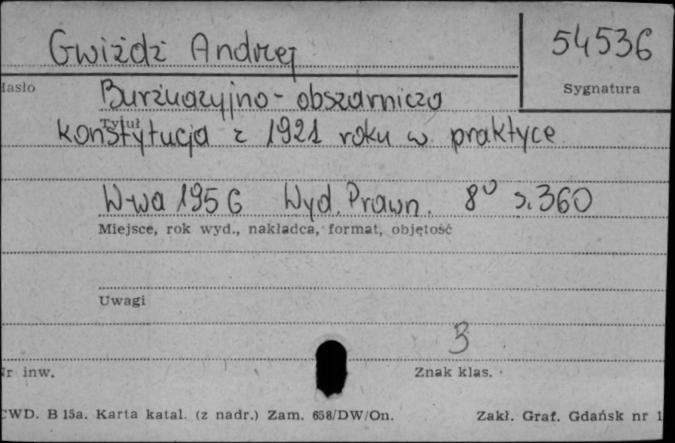 Gwiżdż Andrzej
54536
Hasło
Sygnatura
Burżuazyjno - obszarnicza
Tytuł
konstytucja z 1921 roku w praktyce
W-wa 1956 Wyd. Prawn. 8º s. 360
Miejsce, rok wyd., nakładca, format, objętość
Uwagi
3
Nr inw.
Znak klas.
CWD. B 15a. Karta katal. (z nadr.) Zam. 658/DW/On.
Zakł. Graf. Gdańsk nr 1